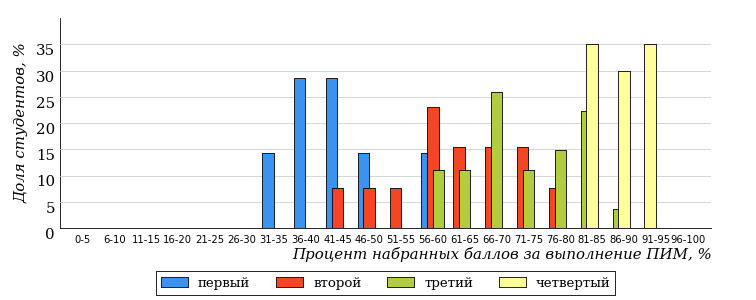 Доля студентов, %
35
30
25
20
15
10
5
0
0-5 6-10 11-15 16-20 21-25 26-30 31-35 36-40 41-45 46-50 51-55 56-60 61-65 66-70 71-75 76-80 81-85 86-90 91-95 96-100
Процент набранных баллов за выполнение ПИМ, %
первый второй третий четвертый